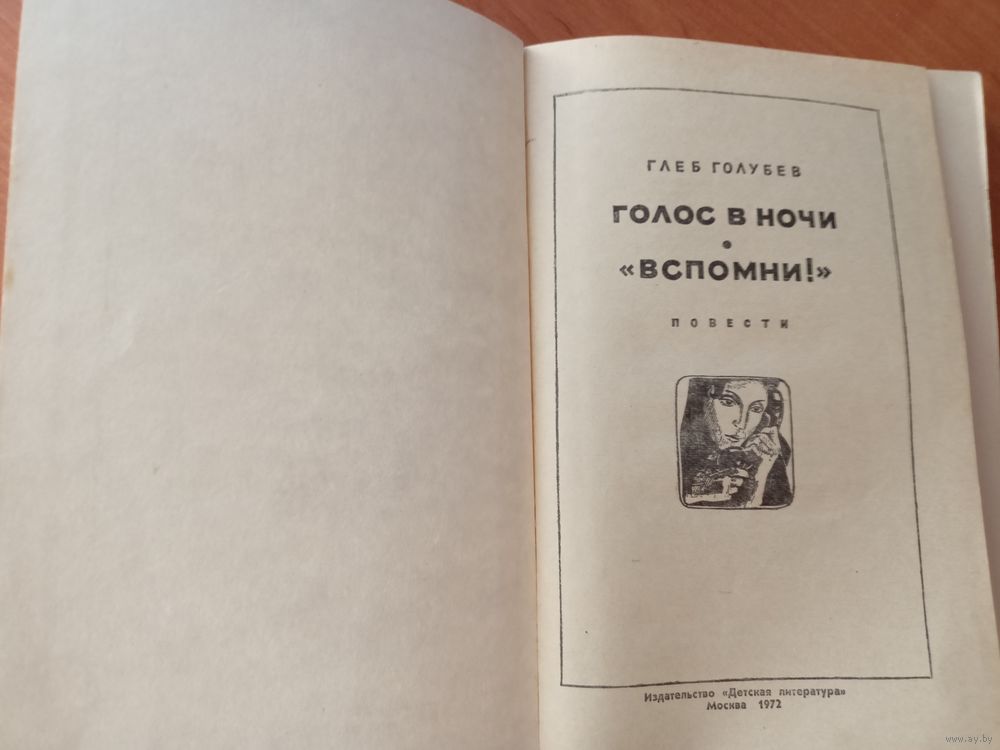 ГЛЕБ ГОЛУБЕВ
ГОЛОС В НОЧИ
•
«ВСПОМНИ!»
ПОВЕСТИ
Издательство «Детская литература»
Москва 1972
www.ay.by